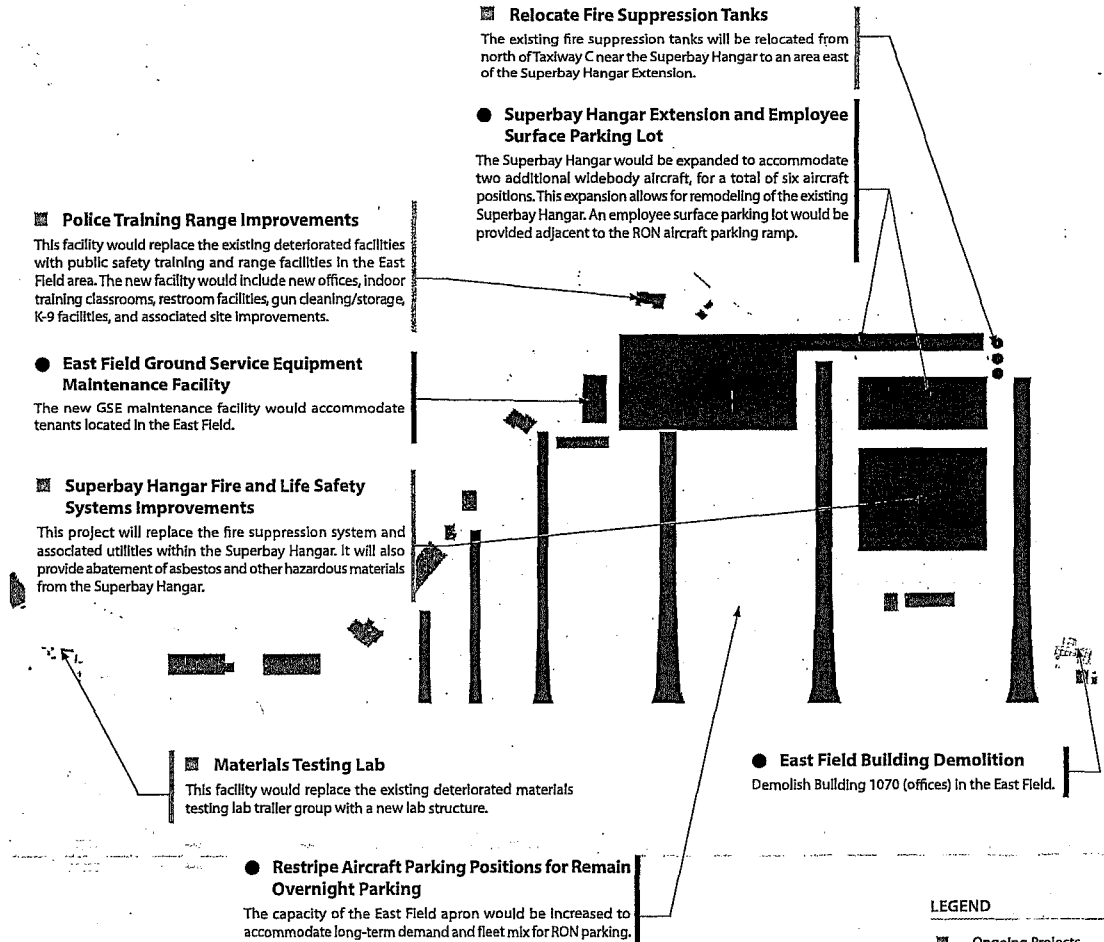 Relocate Fire Suppression Tanks
The existing fire suppression tanks will be relocated from
north of Taxiway C near the Superbay Hangar to an area east
of the Superbay Hangar Extension.
Superbay Hangar Extension and Employee
Surface Parking Lot
The Superbay Hangar would be expanded to accommodate
two additional widebody aircraft, for a total of six aircraft
positions. This expansion allows for remodeling of the existing
Superbay Hangar. An employee surface parking lot would be
provided adjacent to the RON aircraft parking ramp.
Police Training Range Improvements
This facility would replace the existing deteriorated facilities
with public safety training and range facilities in the East
Field area. The new facility would include new offices, indoor
training classrooms, restroom facilities, gun cleaning/storage,
K-9 facilities, and associated site improvements.
East Field Ground Service Equipment
Maintenance Facility
The new GSE maintenance facility would accommodate
tenants located in the East Field.
Superbay Hangar Fire and Life Safety
Systems Improvements
This project will replace the fire suppression system and
associated utilities within the Superbay Hangar. It will also
provide abatement of asbestos and other hazardous materials
from the Superbay Hangar.
Materials Testing Lab
This facility would replace the existing deteriorated materials
testing lab trailer group with a new lab structure.
East Field Building Demolition
Demolish Building 1070 (offices) in the East Field.
Restripe Aircraft Parking Positions for Remain
Overnight Parking
The capacity of the East Field apron would be increased to
accommodate long-term demand and fleet mix for RON parking.
LEGEND
Ongoing Projects